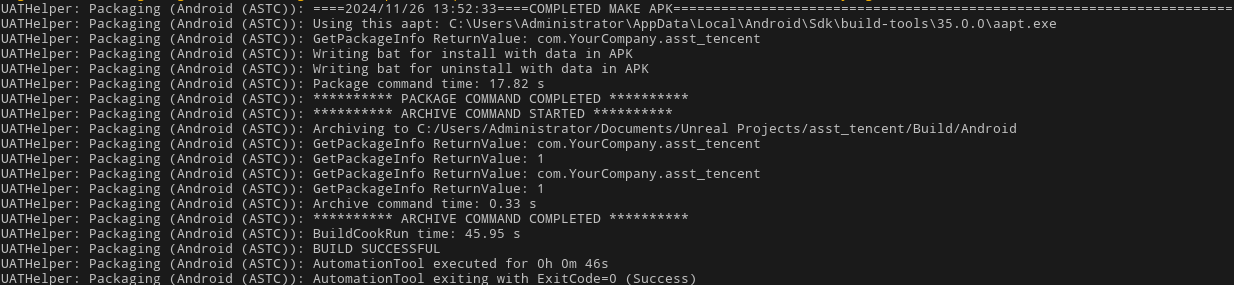 UATHelper: Packaging (Android (ASTC)): ====2024/11/26 13:52:33====COMPLETED MAKE APK=======================================================================
UATHelper: Packaging (Android (ASTC)): Using this aapt: C:\Users\Administrator\AppData\Local\Android\Sdk\build-tools\35.0.0\aapt.exe
UATHelper: Packaging (Android (ASTC)): GetPackageInfo ReturnValue: com.YourCompany.asst_tencent
UATHelper: Packaging (Android (ASTC)): Writing bat for install with data in APK
UATHelper: Packaging (Android (ASTC)): Writing bat for uninstall with data in APK
UATHelper: Packaging (Android (ASTC)): Package command time: 17.82 s
UATHelper: Packaging (Android (ASTC)): ********** PACKAGE COMMAND COMPLETED **********
UATHelper: Packaging (Android (ASTC)): ********** ARCHIVE COMMAND STARTED **********
UATHelper: Packaging (Android (ASTC)): Archiving to C:/Users/Administrator/Documents/Unreal Projects/asst_tencent/Build/Android
UATHelper: Packaging (Android (ASTC)): GetPackageInfo ReturnValue: com.YourCompany.asst_tencent
UATHelper: Packaging (Android (ASTC)): GetPackageInfo ReturnValue: 1
UATHelper: Packaging (Android (ASTC)): GetPackageInfo ReturnValue: com.YourCompany.asst_tencent
UATHelper: Packaging (Android (ASTC)): GetPackageInfo ReturnValue: 1
UATHelper: Packaging (Android (ASTC)): Archive command time: 0.33 s
UATHelper: Packaging (Android (ASTC)): ********** ARCHIVE COMMAND COMPLETED **********
UATHelper: Packaging (Android (ASTC)): BuildCookRun time: 45.95 s
UATHelper: Packaging (Android (ASTC)): BUILD SUCCESSFUL
UATHelper: Packaging (Android (ASTC)): AutomationTool executed for 0h 0m 46s
UATHelper: Packaging (Android (ASTC)): AutomationTool exiting with ExitCode=0 (Success)